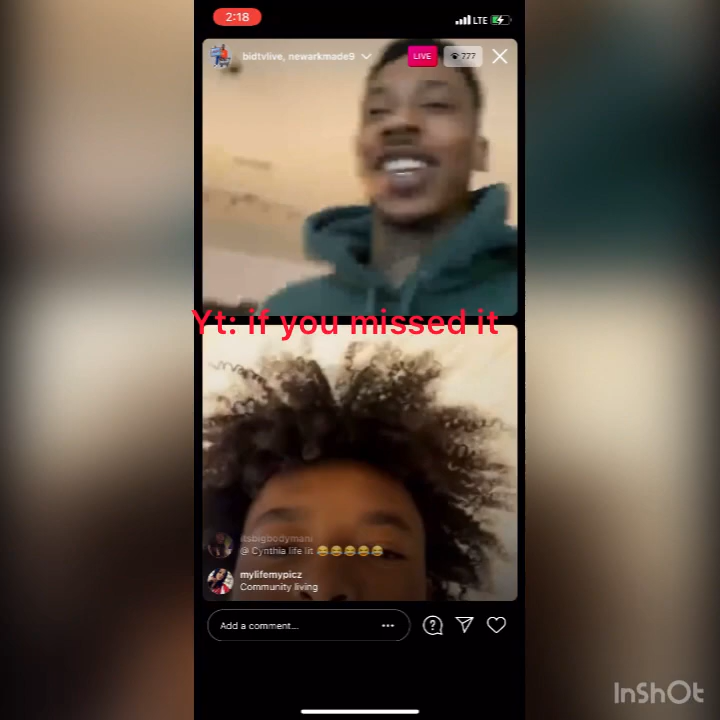 2:18
LTE
bidtvlive, newarkmade9
LIVE
777
Yt: if you missed it
itsbigbodymani
@ Cynthia life lit 😂😂😂😂😂
mylifemypicz
Community living
Add a comment...
InShOt